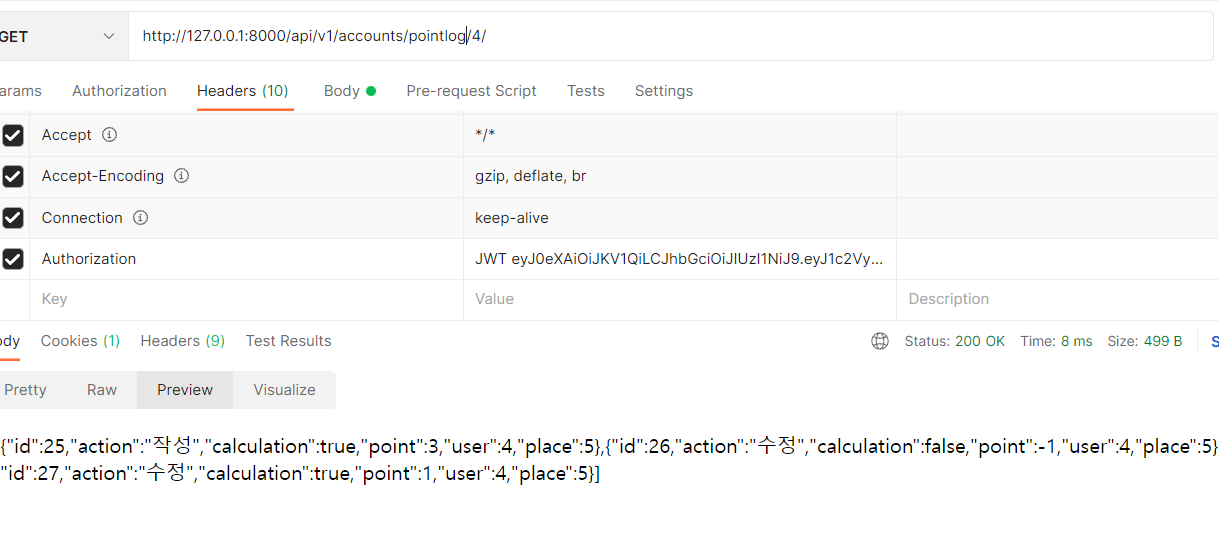 GET http://127.0.0.1:8000/api/v1/accounts/pointlog/4/
arams Authorization Headers (10) Body Pre-request Script Tests Settings
Accept */*
Accept-Encoding gzip, deflate, br
Connection keep-alive
Authorization JWT eyJ0eXAiOiJKV1QiLCJhbGciOiJIUzI1NiJ9.eyJ1c2Vy...
Key Value Description
ody Cookies (1) Headers (9) Test Results Status: 200 OK Time: 8 ms Size: 499 B S
Pretty Raw Preview Visualize
{"id":25,"action":"작성","calculation":true,"point":3,"user":4,"place":5},{"id":26,"action":"수정","calculation":false,"point":-1,"user":4,"place":5}
"id":27,"action":"수정","calculation":true,"point":1,"user":4,"place":5}]